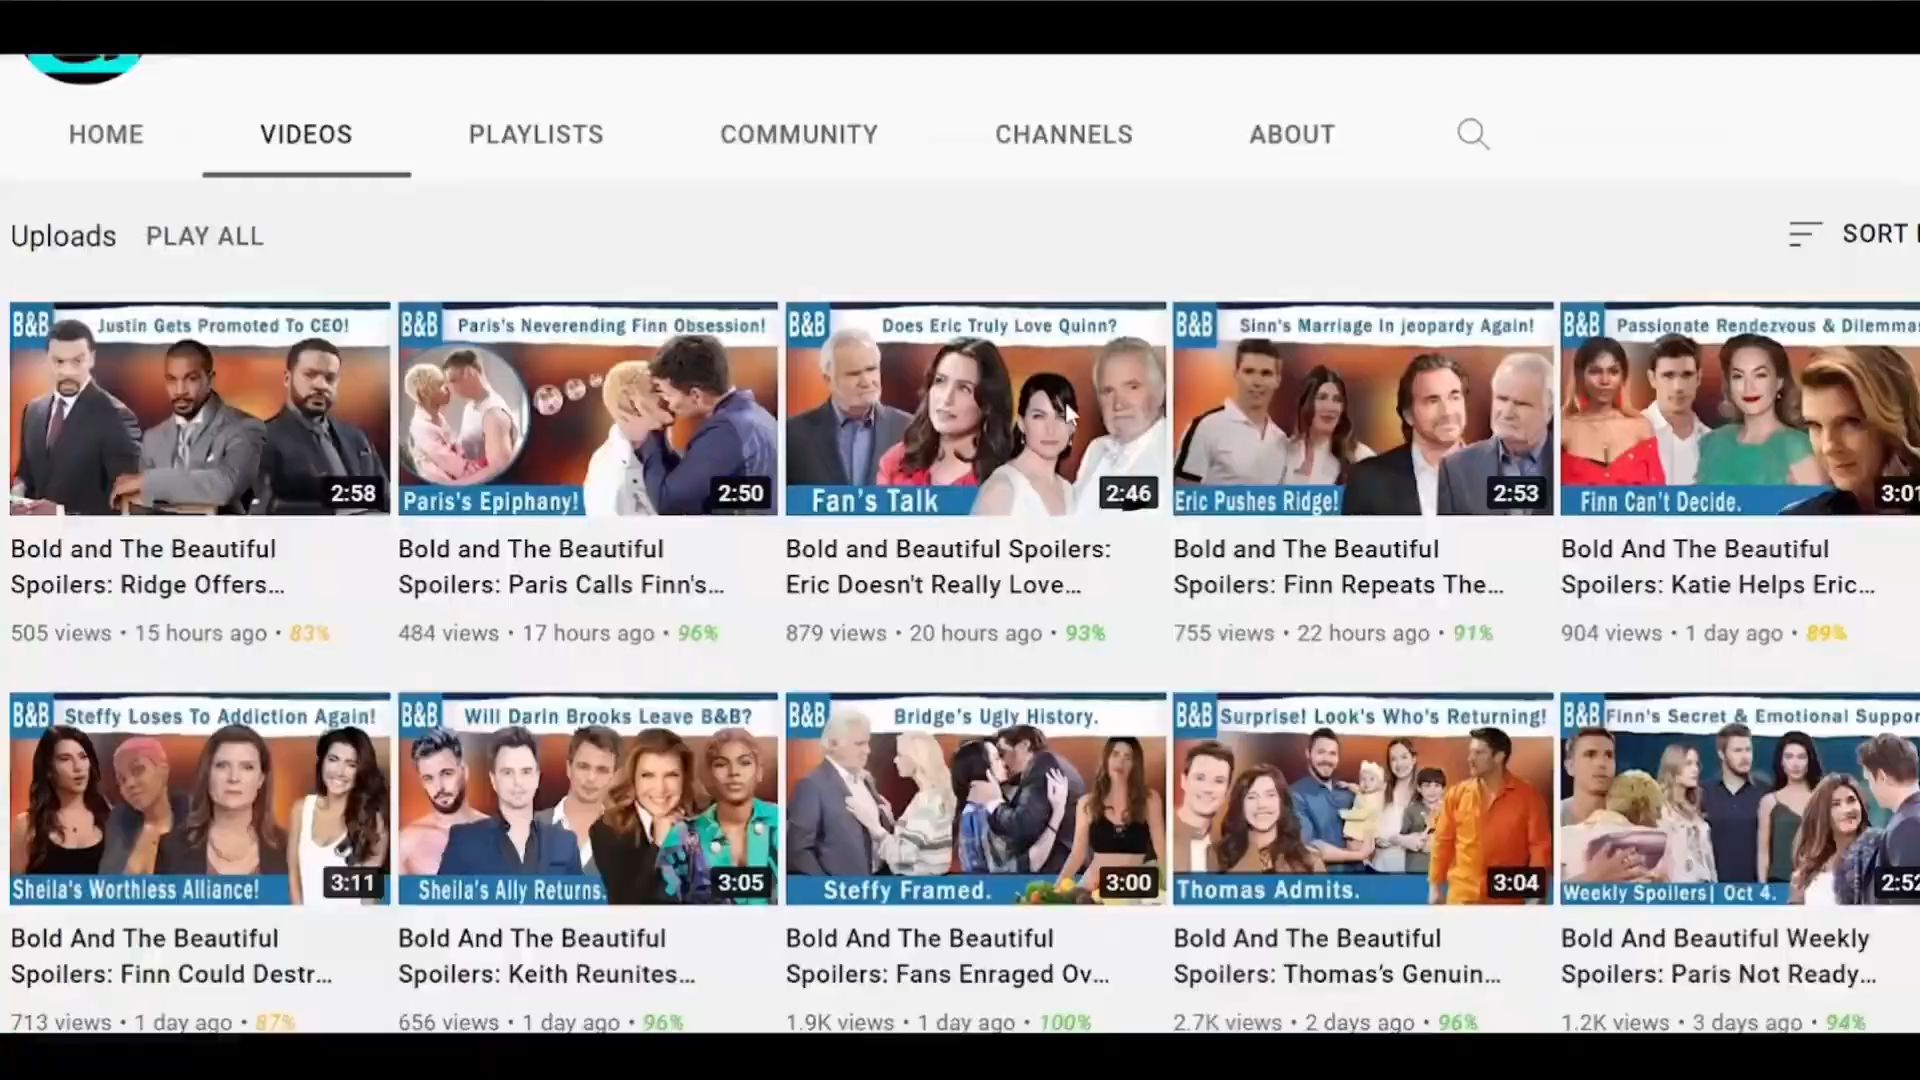 HOME VIDEOS PLAYLISTS COMMUNITY CHANNELS ABOUT
Uploads PLAY ALL SORT
B&B Justin Gets Promoted To CEO!
2:58
B&B Paris's Neverending Finn Obsession!
Paris's Epiphany! 2:50
B&B Does Eric Truly Love Quinn?
Fan's Talk 2:46
B&B Sinn's Marriage In jeopardy Again!
Eric Pushes Ridge! 2:53
B&B Passionate Rendezvous & Dilemmas
Finn Can't Decide. 3:01
Bold and The Beautiful
Spoilers: Ridge Offers...
505 views • 15 hours ago • 83%
Bold and The Beautiful
Spoilers: Paris Calls Finn's...
484 views • 17 hours ago • 96%
Bold and Beautiful Spoilers:
Eric Doesn't Really Love...
879 views • 20 hours ago • 93%
Bold and The Beautiful
Spoilers: Finn Repeats The...
755 views • 22 hours ago • 91%
Bold And The Beautiful
Spoilers: Katie Helps Eric...
904 views • 1 day ago • 89%
B&B Steffy Loses To Addiction Again!
Sheila's Worthless Alliance! 3:11
B&B Will Darin Brooks Leave B&B?
Sheila's Ally Returns. 3:05
B&B Bridge's Ugly History.
Steffy Framed. 3:00
B&B Surprise! Look's Who's Returning!
Thomas Admits. 3:04
B&B Finn's Secret & Emotional Suppor
Weekly Spoilers| Oct 4. 2:52
Bold And The Beautiful
Spoilers: Finn Could Destr...
713 views • 1 day ago • 87%
Bold And The Beautiful
Spoilers: Keith Reunites...
656 views • 1 day ago • 96%
Bold And The Beautiful
Spoilers: Fans Enraged Ov...
1.9K views • 1 day ago • 100%
Bold And The Beautiful
Spoilers: Thomas's Genuin...
2.7K views • 2 days ago • 96%
Bold And Beautiful Weekly
Spoilers: Paris Not Ready...
1.2K views • 3 days ago • 94%